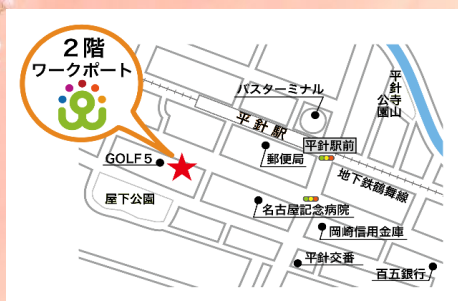 2階
ワークポート
バスターミナル
平針
寺山
公園
平針駅
平針駅前
郵便局
地下鉄鶴舞線
GOLF5
屋下公園
名古屋記念病院
岡崎信用金庫
平針交番
百五銀行